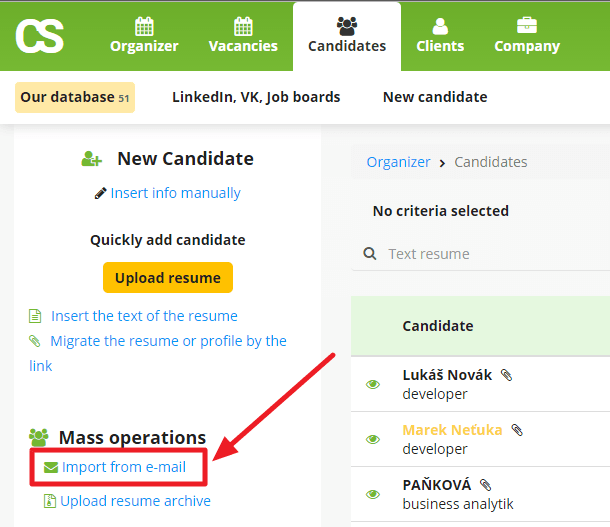 CS
Organizer
Vacancies
Candidates
Clients
Company
Our database 51
LinkedIn, VK, Job boards
New candidate
New Candidate
Insert info manually
Quickly add candidate
Upload resume
Insert the text of the resume
Migrate the resume or profile by the
link
Mass operations
Import from e-mail
Upload resume archive
Organizer > Candidates
No criteria selected
Text resume
Candidate
Lukáš Novák
developer
Marek Neťuka
developer
PAŇKOVÁ
business analytik